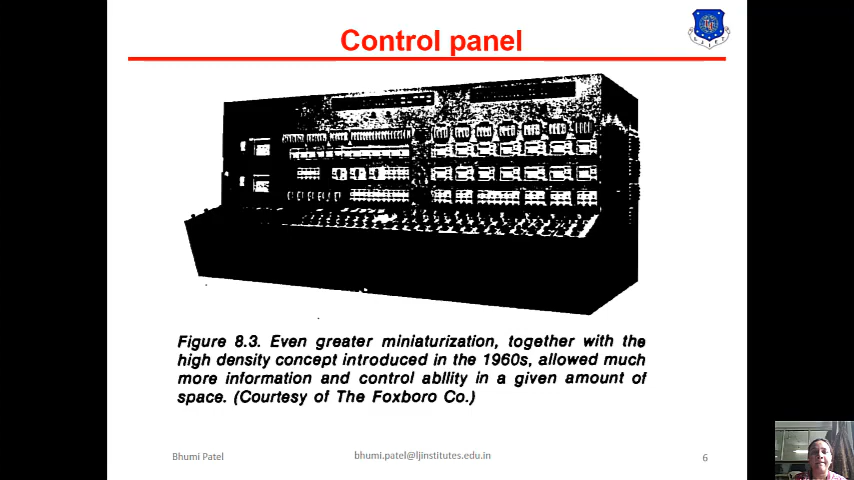 Control panel
Figure 8.3. Even greater miniaturization, together with the
high density concept introduced in the 1960s, allowed much
more information and control ability in a given amount of
space. (Courtesy of The Foxboro Co.)
Bhumi Patel
bhumi.patel@ljinstitutes.edu.in
6